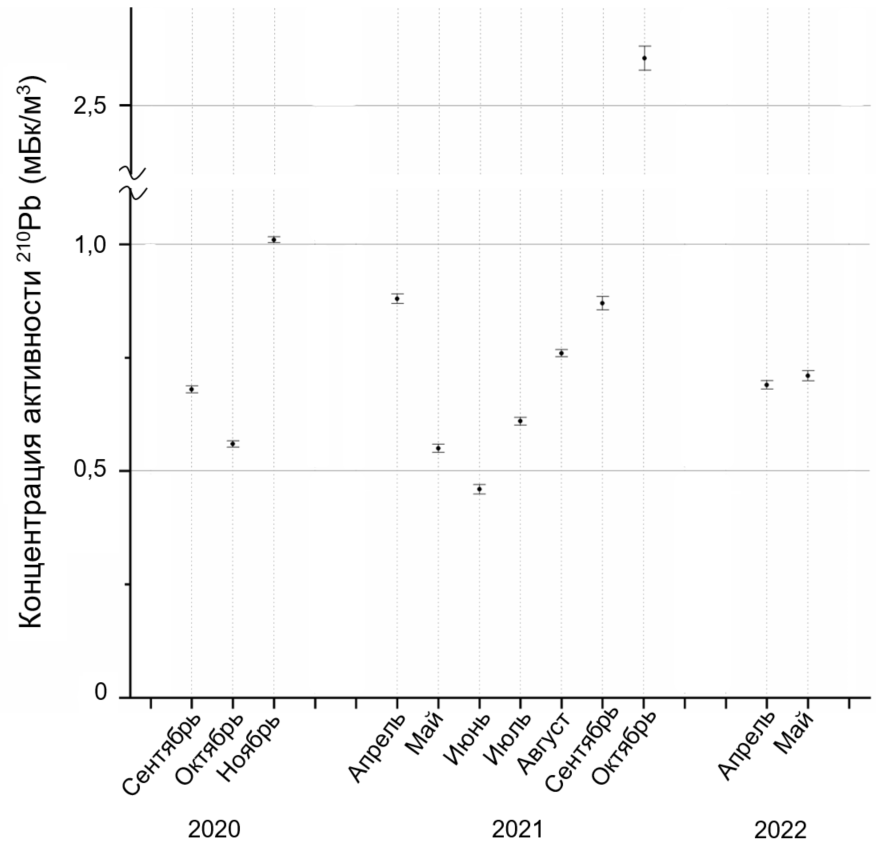 Концентрация активности ²¹⁰Pb (мБк/м³)
2,5
1,0
0,5
0
Сентябрь
Октябрь
Ноябрь
Апрель
Май
Июнь
Июль
Август
Сентябрь
Октябрь
Апрель
Май
2020
2021
2022